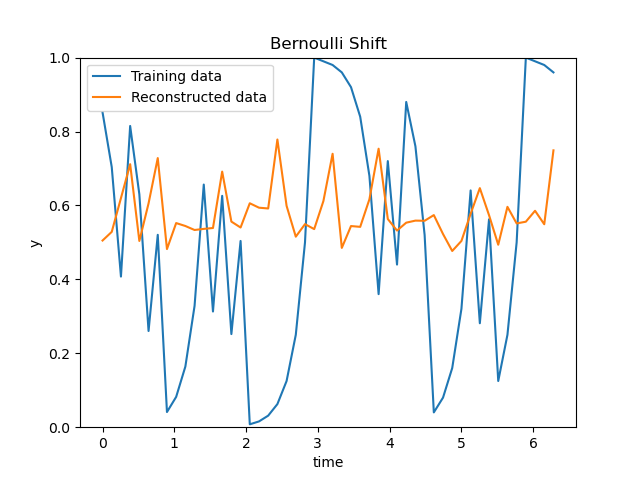 Bernoulli Shift
Training data
Reconstructed data
1.0
0.8
0.6
0.4
0.2
0.0
y
0 1 2 3 4 5 6
time